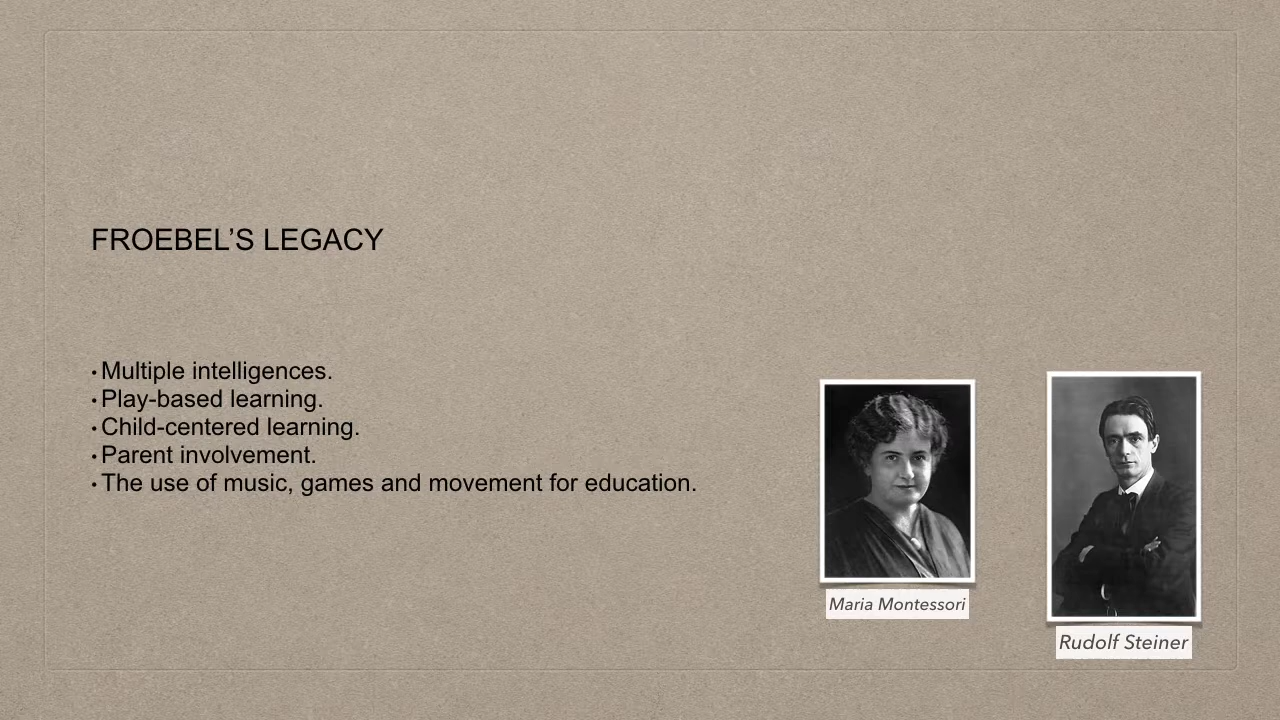 FROEBEL’S LEGACY
• Multiple intelligences.
• Play-based learning.
• Child-centered learning.
• Parent involvement.
• The use of music, games and movement for education.
Maria Montessori
Rudolf Steiner